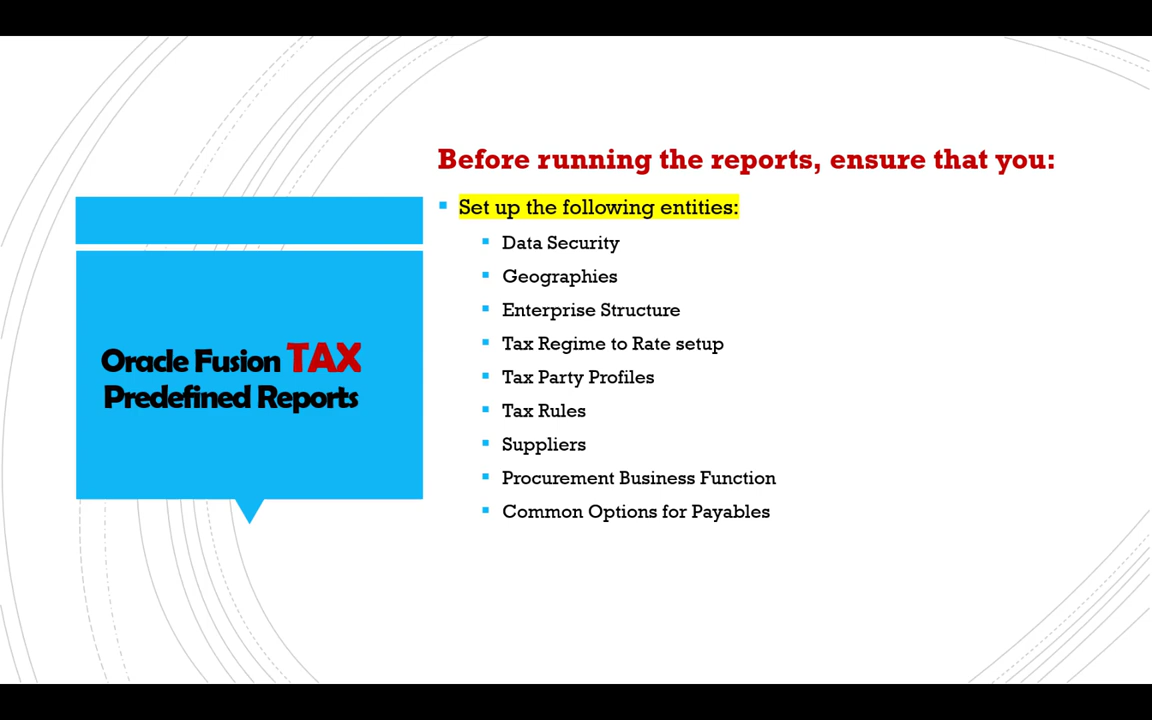 Oracle Fusion TAX
Predefined Reports
Before running the reports, ensure that you:
Set up the following entities:
Data Security
Geographies
Enterprise Structure
Tax Regime to Rate setup
Tax Party Profiles
Tax Rules
Suppliers
Procurement Business Function
Common Options for Payables